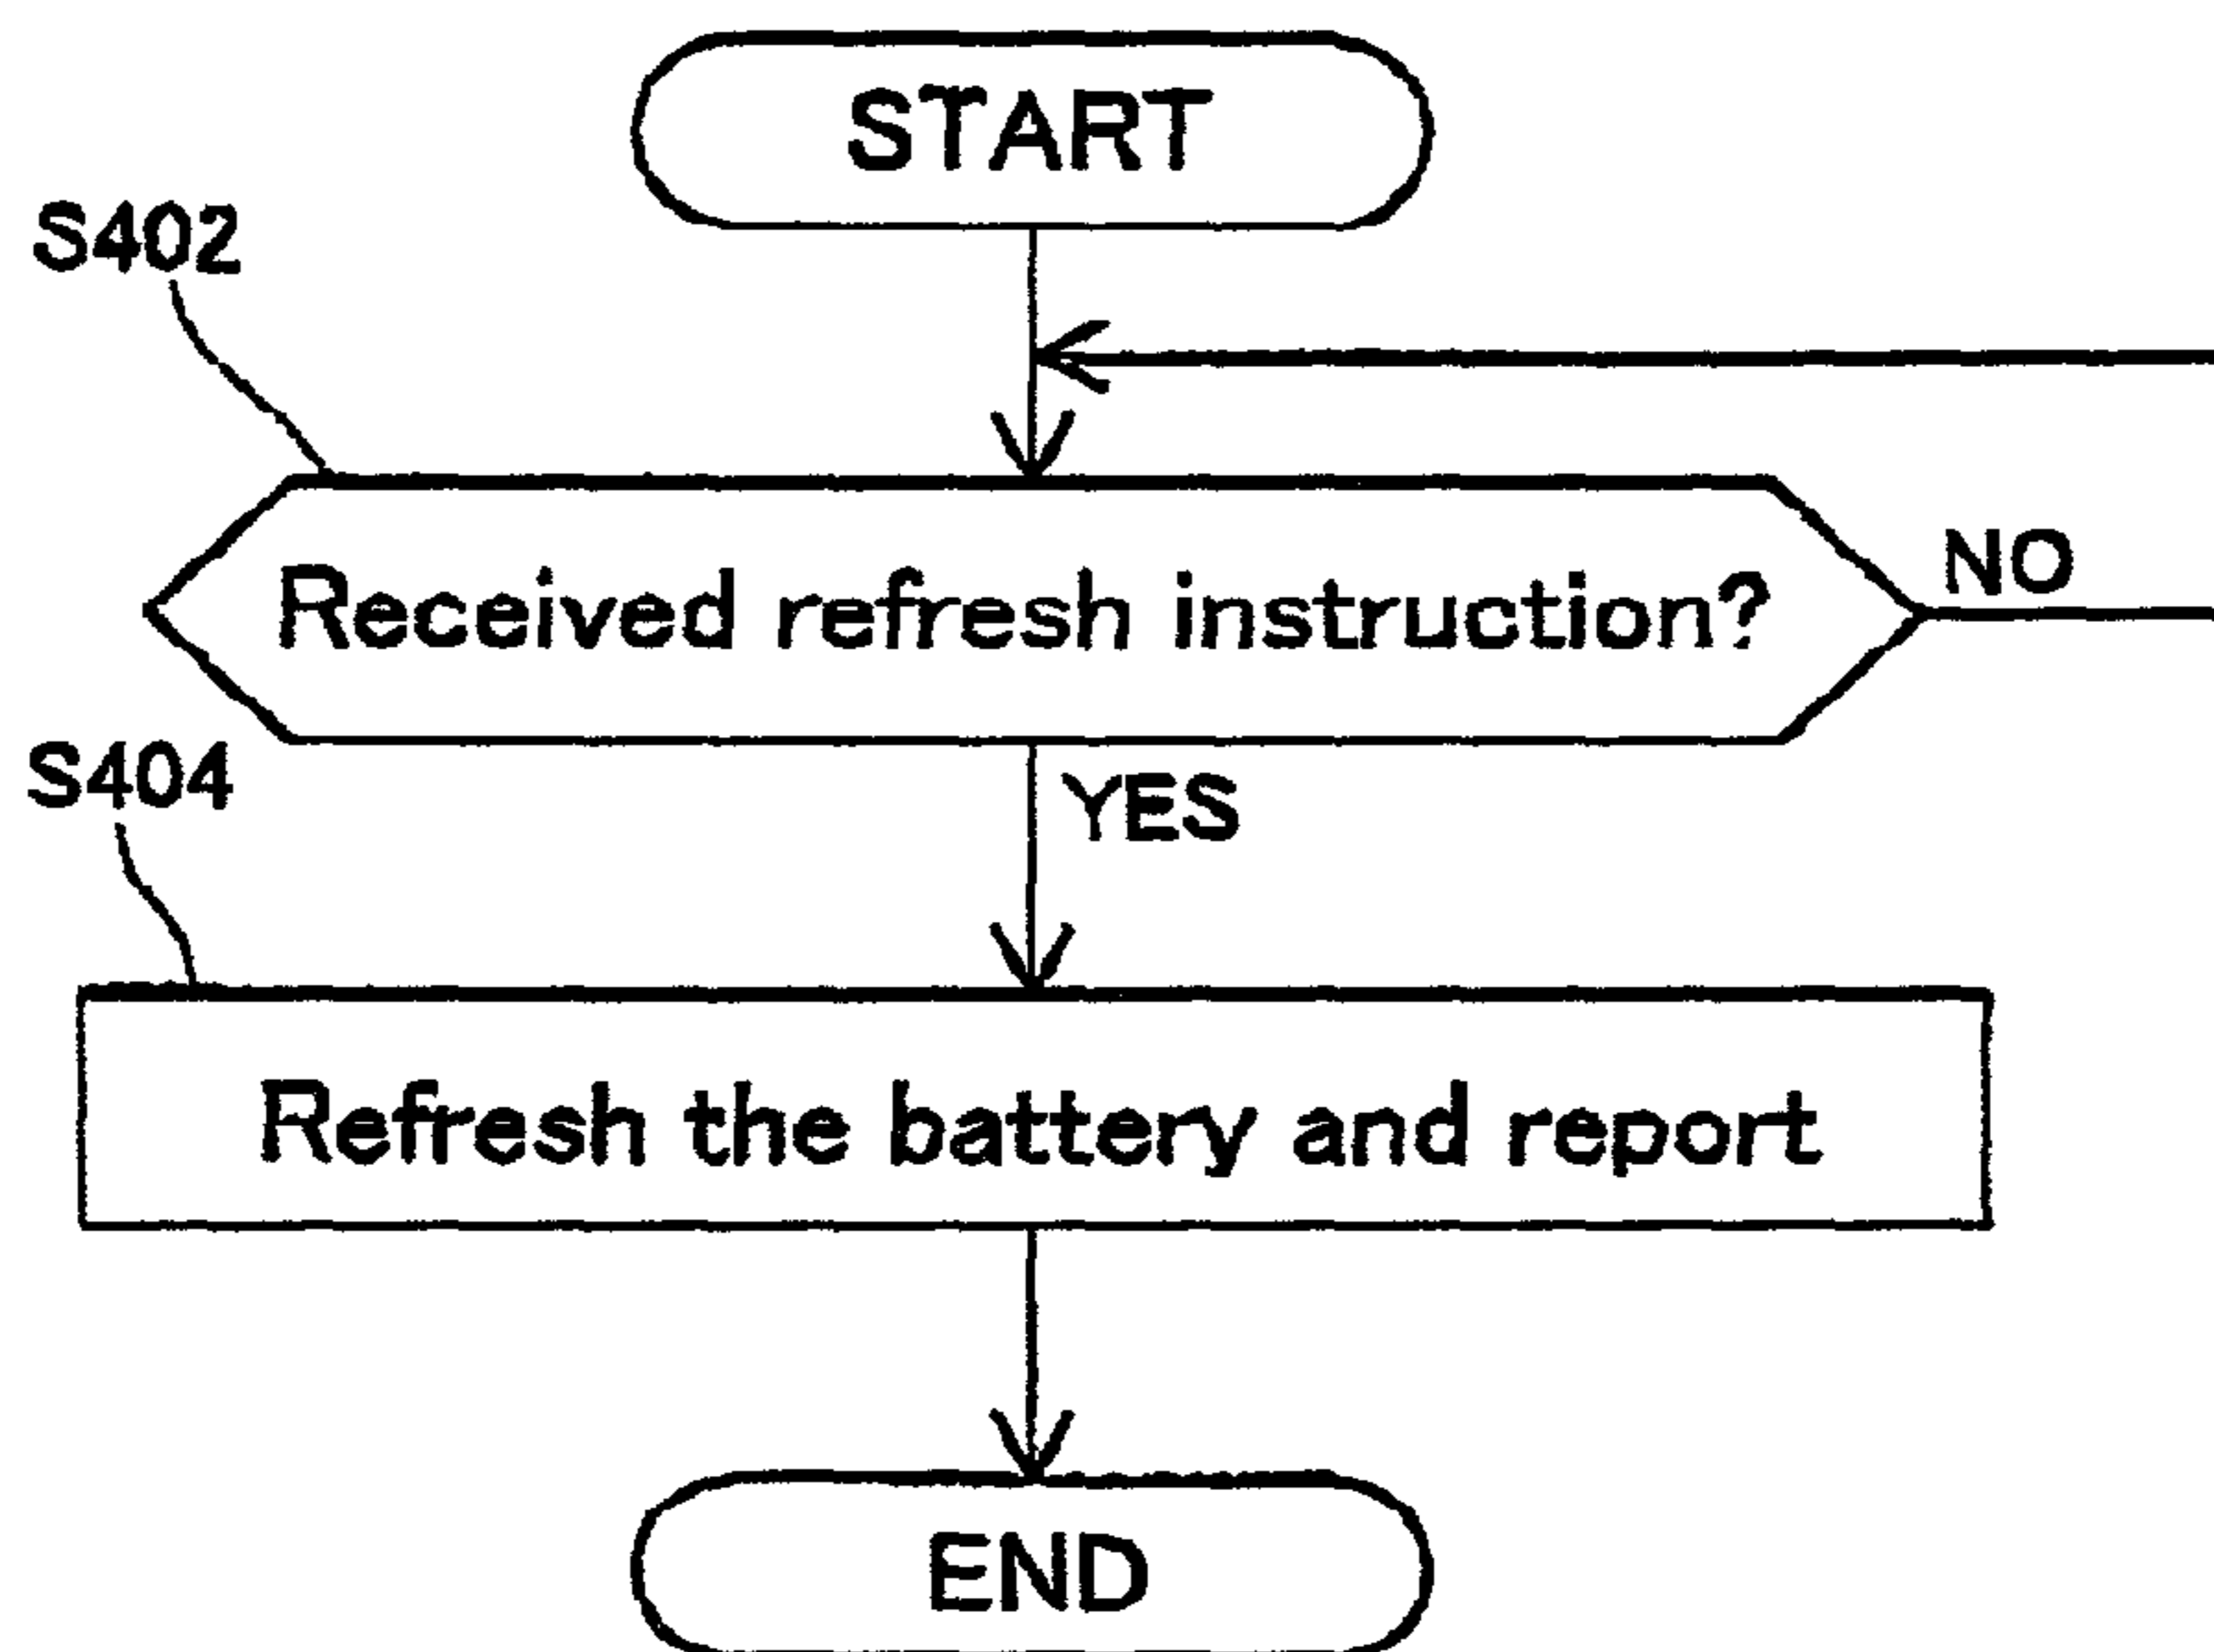 START
S402
Received refresh instruction?
NO
S404
YES
Refresh the battery and report
END